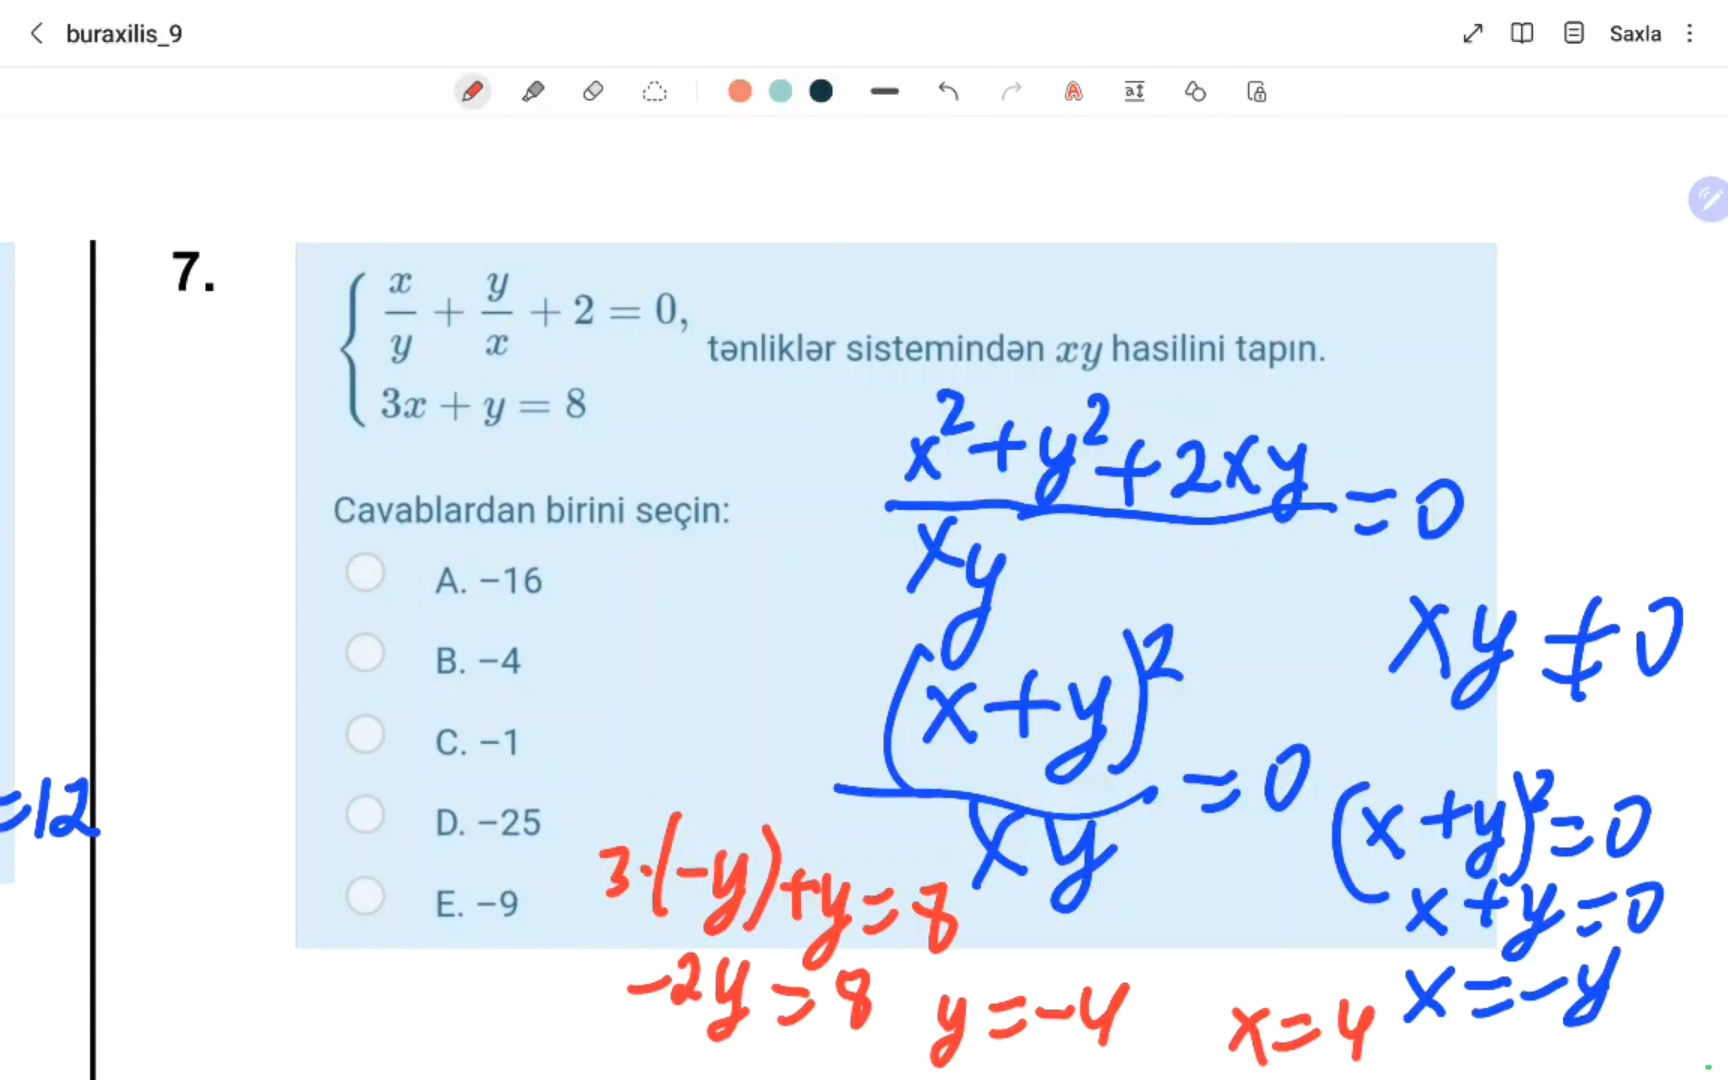 buraxilis_9
Saxla
7.
x/y + y/x + 2 = 0,
3x + y = 8
tənliklər sistemindən xy hasilini tapın.
Cavablardan birini seçin:
A. −16
B. −4
C. −1
D. −25
E. −9
(x²+y²+2xy)/xy = 0
xy ≠ 0
(x+y)²/xy = 0
(x+y)² = 0
x+y=0
x=-y
=12
3·(-y)+y=8
-2y=8
y=-4
x=4